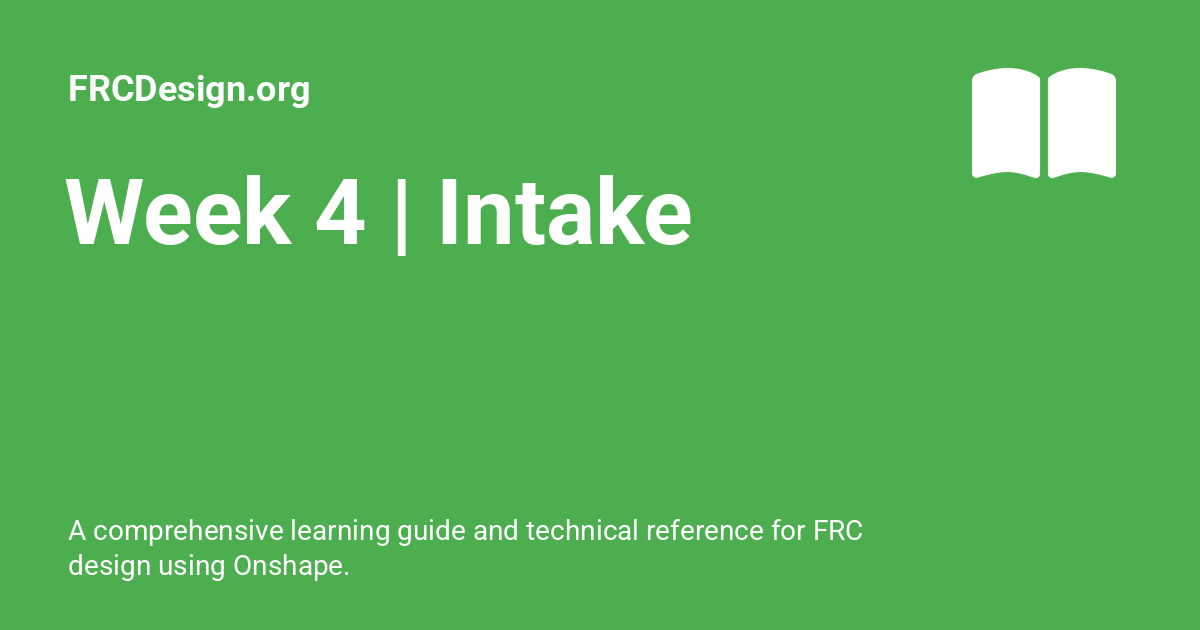 FRCDesign.org
Week 4 | Intake
A comprehensive learning guide and technical reference for FRC
design using Onshape.